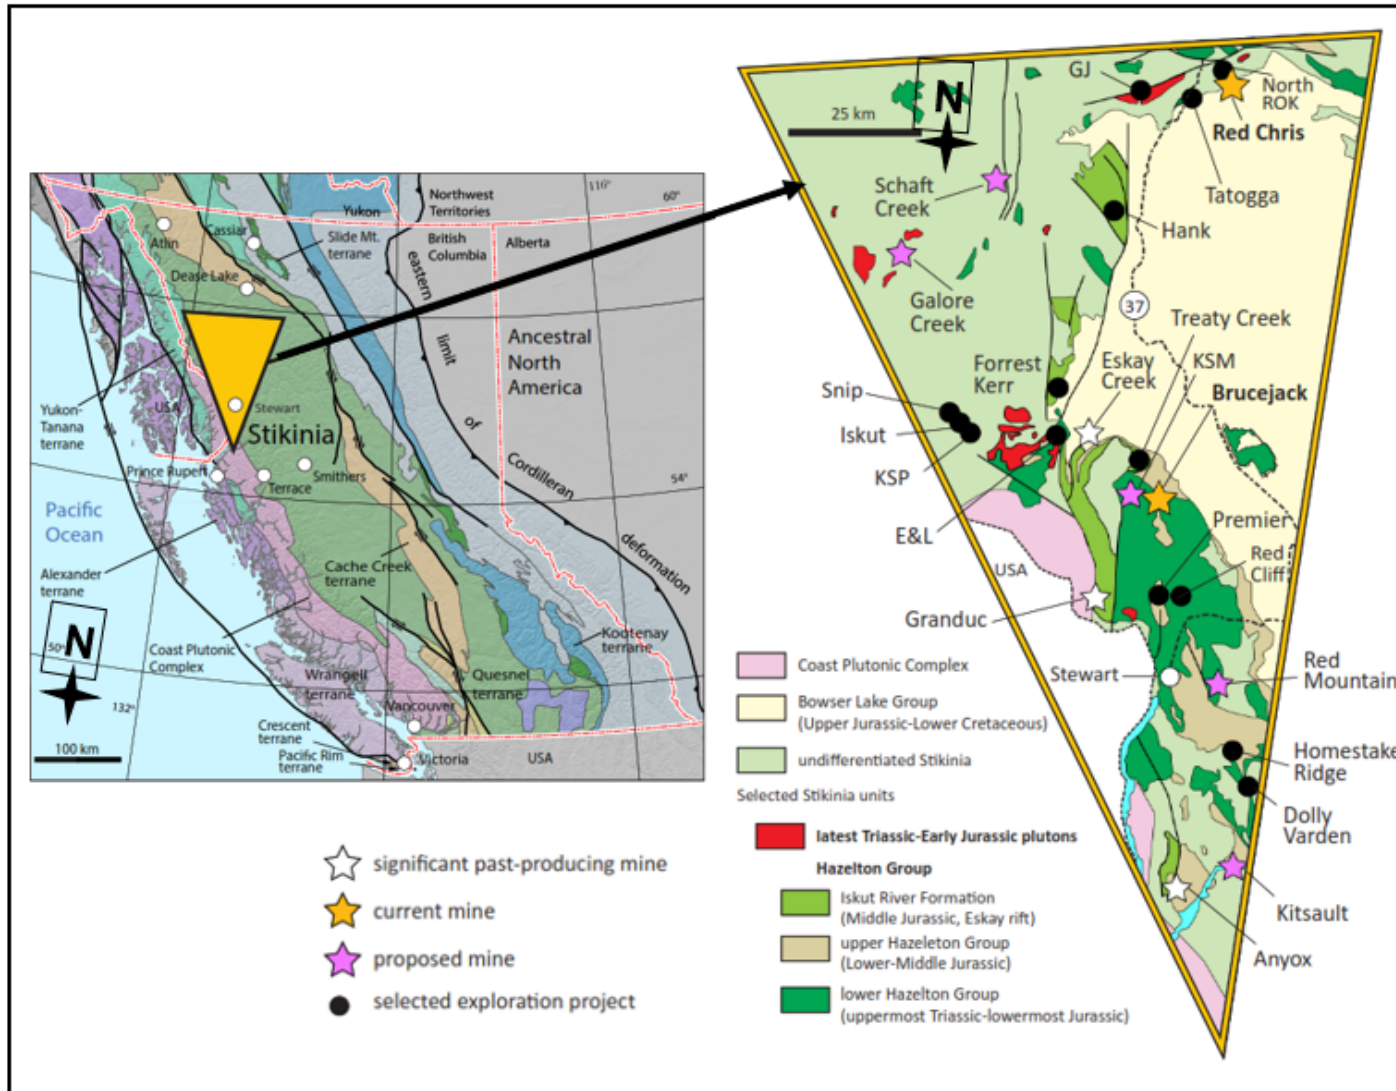 116°
60°
Northwest
Territories
Yukon
Atlin
Cassiar
Slide Mt.
terrane
British
Columbia
Alberta
Dease Lake
eastern
limit
of
Cordilleran
deformation
Ancestral
North
America
Yukon-
Tanana
terrane
USA
Stewart
Stikinia
Prince Rupert
Terrace
Smithers
54°
Pacific
Ocean
Alexander
terrane
Cache Creek
terrane
N
50°
Coast Plutonic
Complex
Kootenay
terrane
Wrangell
terrane
Quesnel
terrane
132°
Vancouver
Crescent
terrane
Pacific Rim
terrane
Victoria
USA
100 km
significant past-producing mine
current mine
proposed mine
selected exploration project
GJ
North
ROK
N
25 km
Red Chris
Schaft
Creek
Tatogga
Hank
Galore
Creek
37
Treaty Creek
Forrest
Kerr
Eskay
Creek
KSM
Snip
Brucejack
Iskut
KSP
Premier
E&L
Red
Cliff
USA
Granduc
Stewart
Red
Mountain
Homestake
Ridge
Dolly
Varden
Kitsault
Anyox
Coast Plutonic Complex
Bowser Lake Group
(Upper Jurassic-Lower Cretaceous)
undifferentiated Stikinia
Selected Stikinia units
latest Triassic-Early Jurassic plutons
Hazelton Group
Iskut River Formation
(Middle Jurassic, Eskay rift)
upper Hazeleton Group
(Lower-Middle Jurassic)
lower Hazelton Group
(uppermost Triassic-lowermost Jurassic)